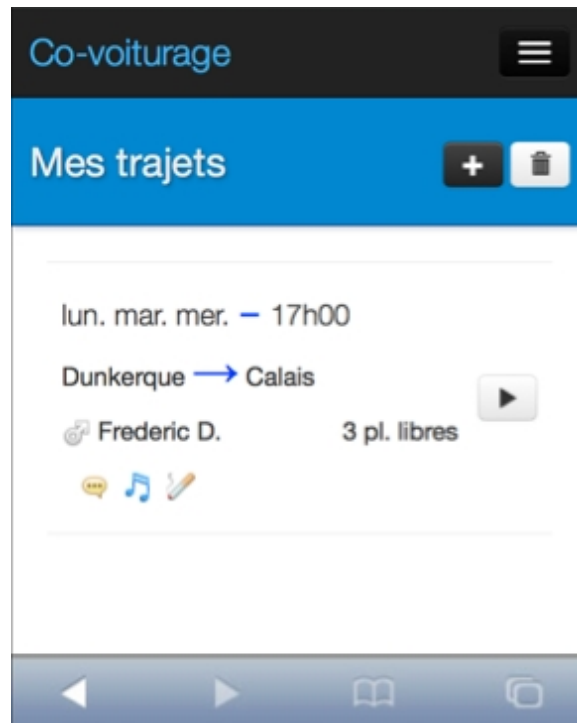 Co-voiturage
Mes trajets
lun. mar. mer. – 17h00
Dunkerque → Calais
Frederic D. 3 pl. libres